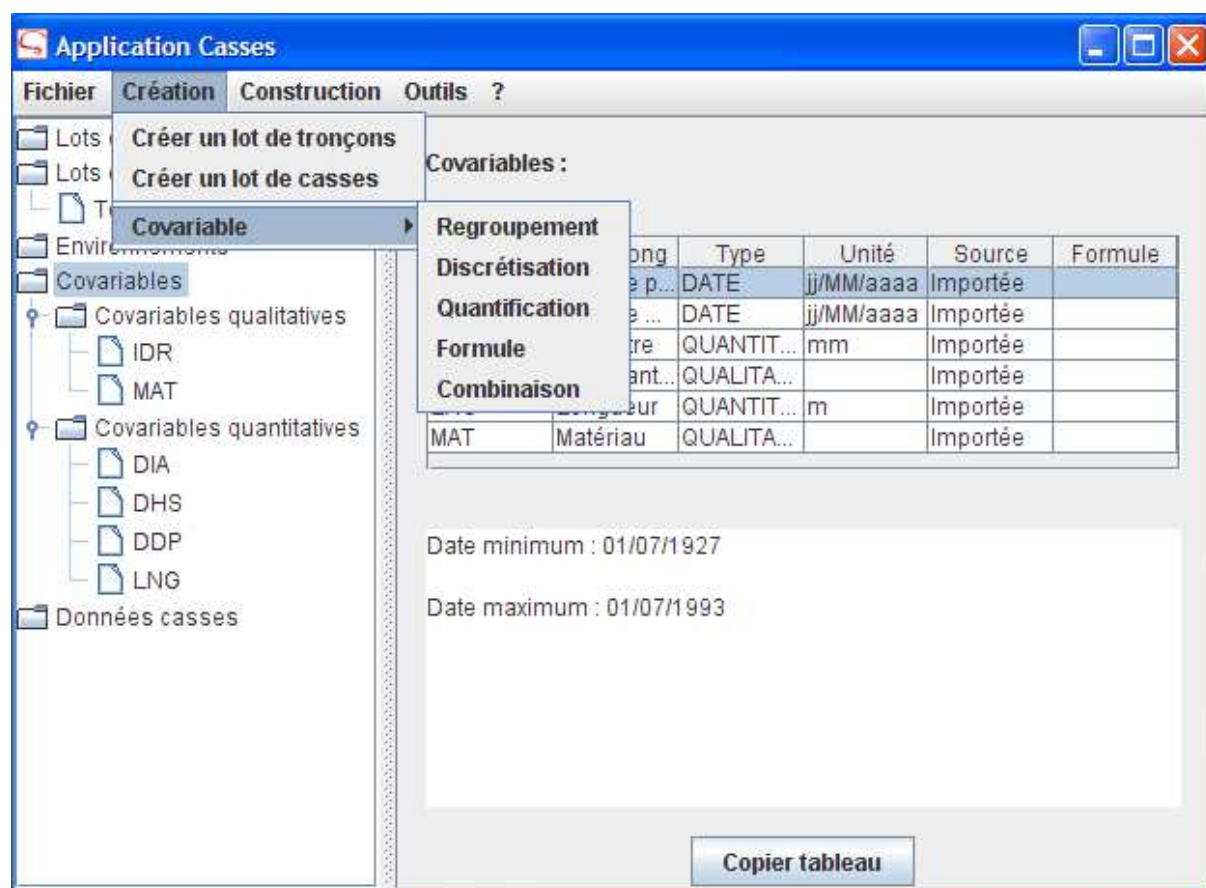 Application Casses
Fichier Création Construction Outils ?
Créer un lot de tronçons
Créer un lot de casses
Covariable
Regroupement
Discrétisation
Quantification
Formule
Combinaison
Lots
Lots
Covariables
Covariables qualitatives
IDR
MAT
Covariables quantitatives
DIA
DHS
DDP
LNG
Données casses
Covariables :
Type Unité Source Formule
DATE jj/MM/aaaa Importée
DATE jj/MM/aaaa Importée
QUANTIT... mm Importée
QUALITA... Importée
QUANTIT... m Importée
MAT Matériau QUALITA... Importée
Date minimum : 01/07/1927
Date maximum : 01/07/1993
Copier tableau